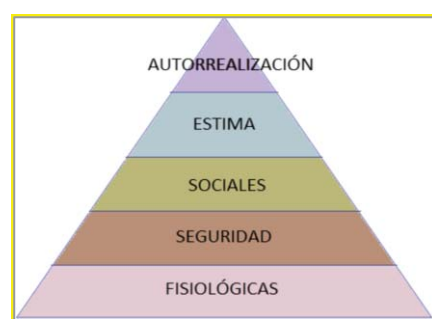 AUTORREALIZACIÓN
ESTIMA
SOCIALES
SEGURIDAD
FISIOLÓGICAS